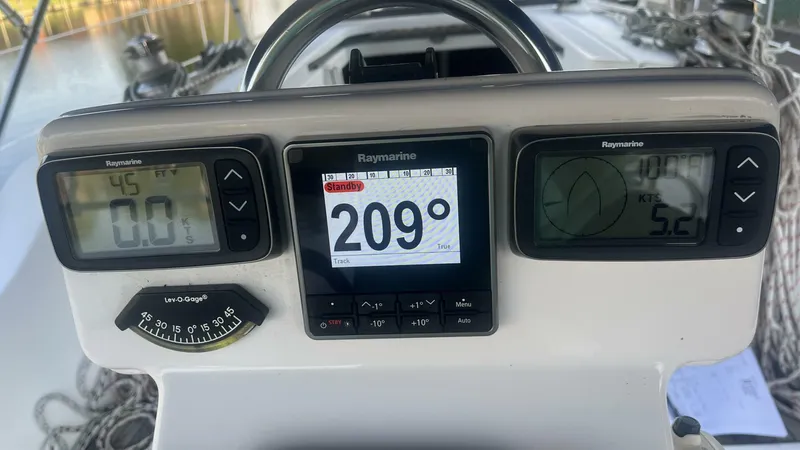 Raymarine
4.5 FT
0.0 KTS
Lev-O-Gage®
45 30 15 0° 15 30 45
Raymarine
30 20 10 10 20 30
Standby
209°
True
Track
-1° +1° Menu
STBY -10° +10° Auto
Raymarine
KTS
5.2